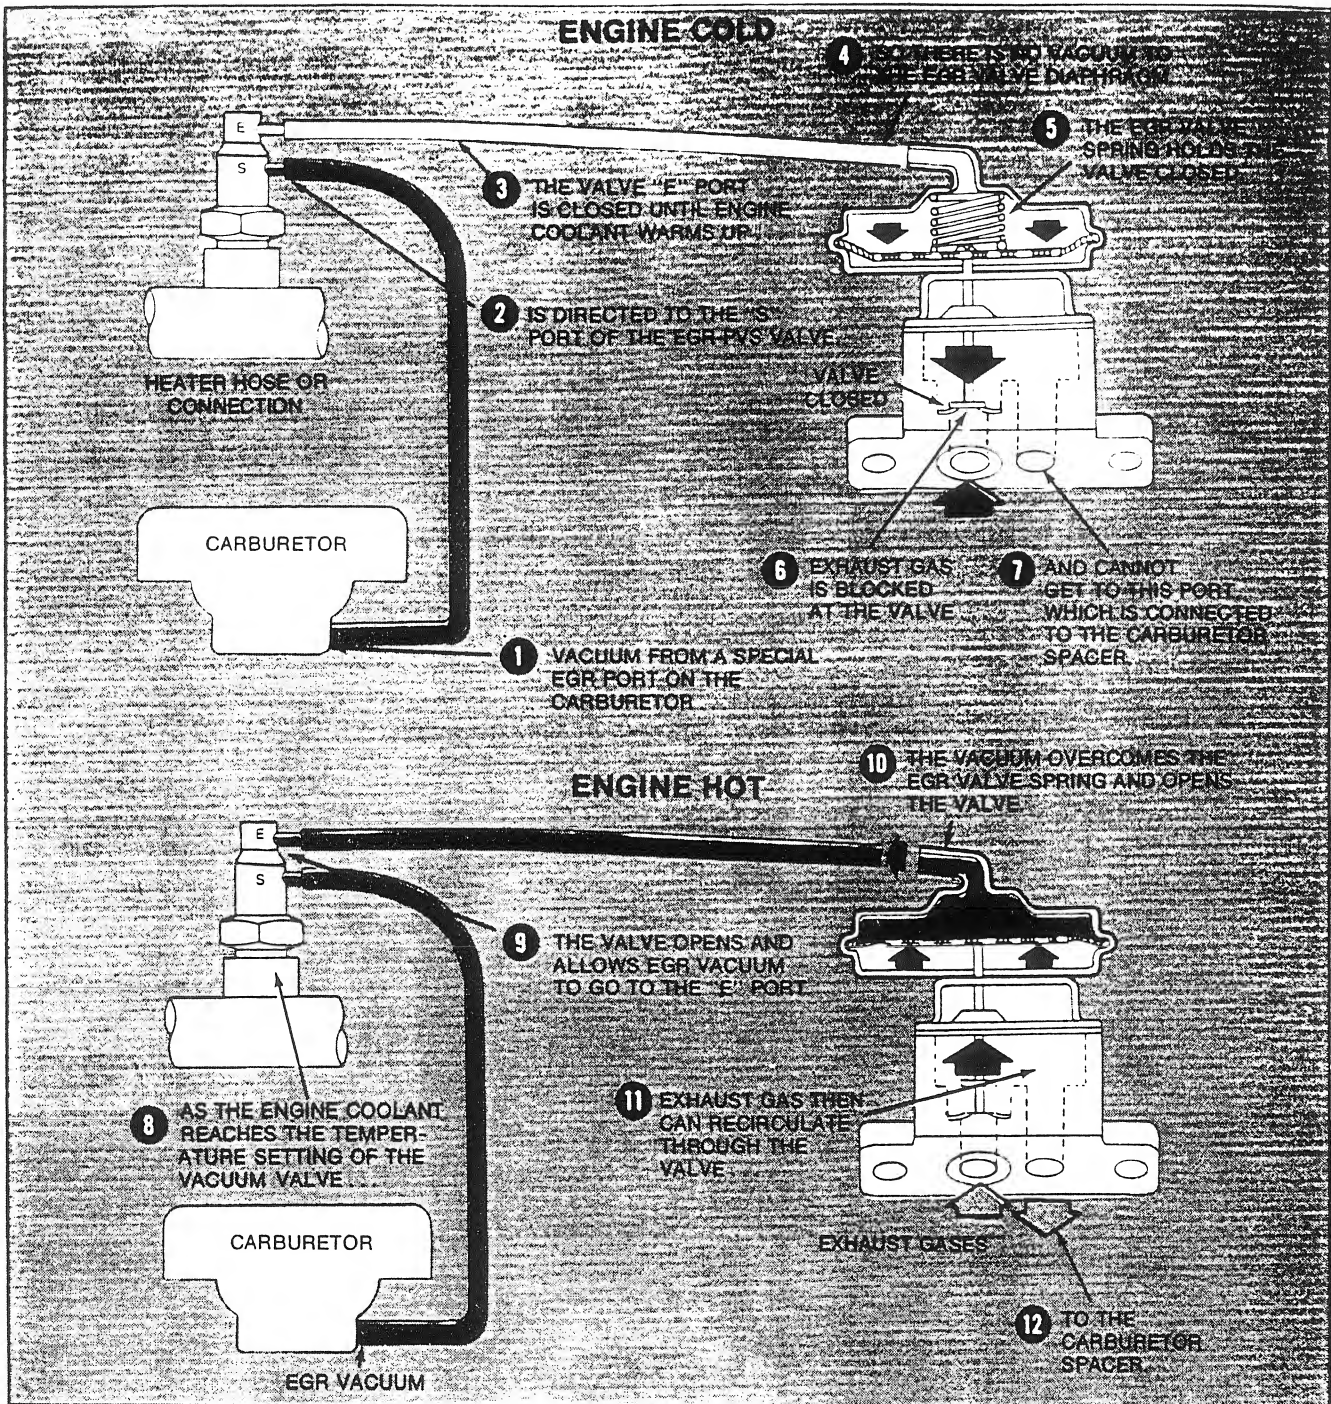 ENGINE COLD
4 SO THERE IS NO VACUUM TO
THE EGR VALVE DIAPHRAGM
E
S
5 THE EGR VALVE
SPRING HOLDS THE
VALVE CLOSED
3 THE VALVE "E" PORT
IS CLOSED UNTIL ENGINE
COOLANT WARMS UP...
2 IS DIRECTED TO THE "S"
PORT OF THE EGR-PVS VALVE...
HEATER HOSE OR
CONNECTION
VALVE
CLOSED
CARBURETOR
6 EXHAUST GAS
IS BLOCKED
AT THE VALVE...
7 AND CANNOT
GET TO THIS PORT
WHICH IS CONNECTED
TO THE CARBURETOR
SPACER.
1 VACUUM FROM A SPECIAL
EGR PORT ON THE
CARBURETOR...
ENGINE HOT
10 THE VACUUM OVERCOMES THE
EGR VALVE SPRING AND OPENS
THE VALVE...
E
S
9 THE VALVE OPENS AND
ALLOWS EGR VACUUM
TO GO TO THE "E" PORT
8 AS THE ENGINE COOLANT
REACHES THE TEMPER-
ATURE SETTING OF THE
VACUUM VALVE...
11 EXHAUST GAS THEN
CAN RECIRCULATE
THROUGH THE
VALVE...
CARBURETOR
EXHAUST GASES
12 TO THE
CARBURETOR
SPACER
EGR VACUUM